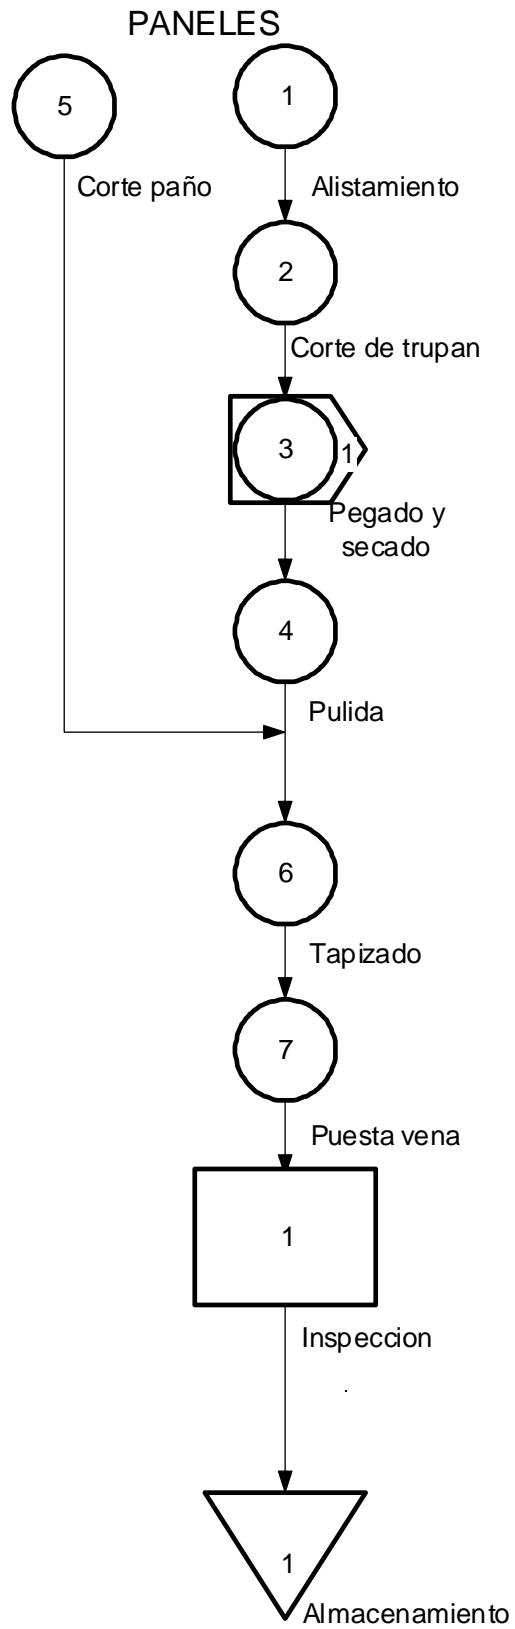 PANELES
5
1
Corte paño
Alistamiento
2
Corte de trupan
3
1
Pegado y
secado
4
Pulida
6
Tapizado
7
Puesta vena
1
Inspeccion
.
1
Almacenamiento